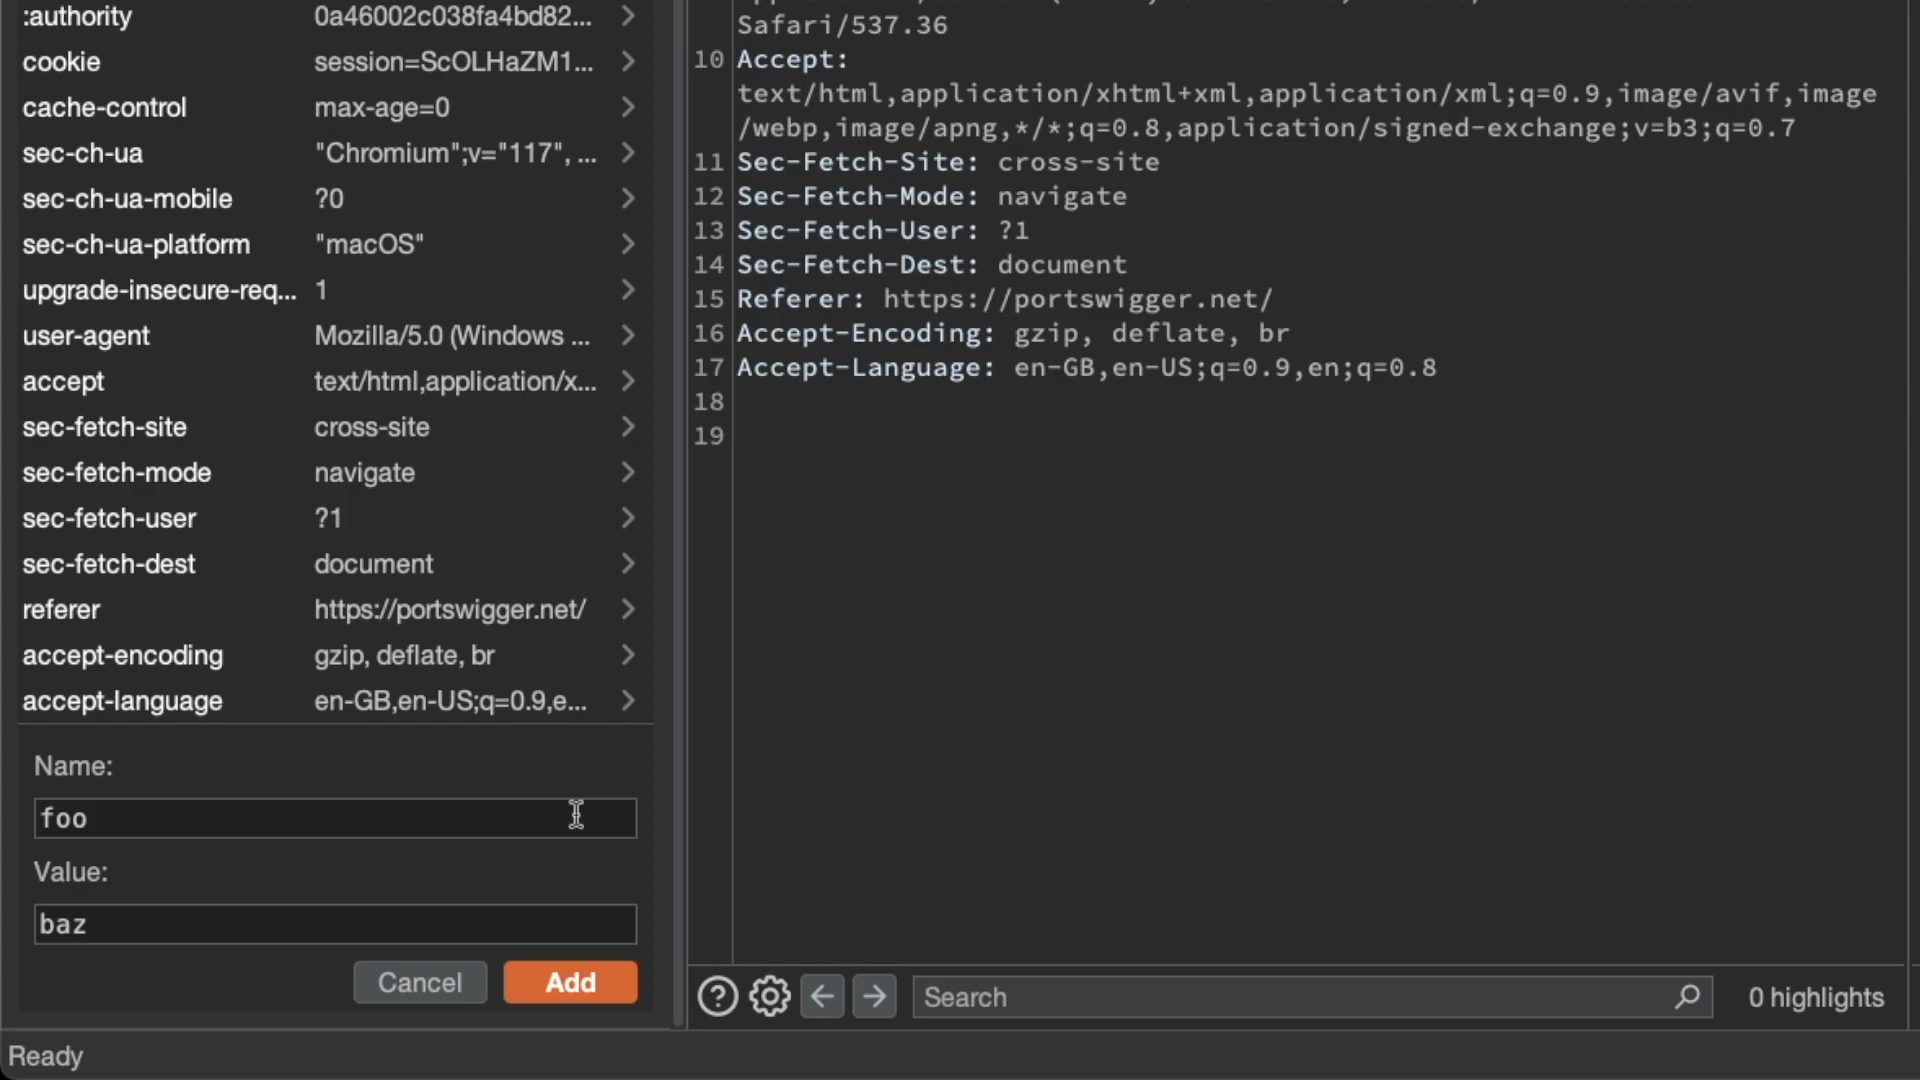 :authority 0a46002c038fa4bd82...
cookie session=ScOLHaZM1...
cache-control max-age=0
sec-ch-ua "Chromium";v="117", ...
sec-ch-ua-mobile ?0
sec-ch-ua-platform "macOS"
upgrade-insecure-req... 1
user-agent Mozilla/5.0 (Windows ...
accept text/html,application/x...
sec-fetch-site cross-site
sec-fetch-mode navigate
sec-fetch-user ?1
sec-fetch-dest document
referer https://portswigger.net/
accept-encoding gzip, deflate, br
accept-language en-GB,en-US;q=0.9,e...
Name:
foo
Value:
baz
Cancel Add
Safari/537.36
10 Accept:
text/html,application/xhtml+xml,application/xml;q=0.9,image/avif,image
/webp,image/apng,*/*;q=0.8,application/signed-exchange;v=b3;q=0.7
11 Sec-Fetch-Site: cross-site
12 Sec-Fetch-Mode: navigate
13 Sec-Fetch-User: ?1
14 Sec-Fetch-Dest: document
15 Referer: https://portswigger.net/
16 Accept-Encoding: gzip, deflate, br
17 Accept-Language: en-GB,en-US;q=0.9,en;q=0.8
18
19
Search 0 highlights
Ready